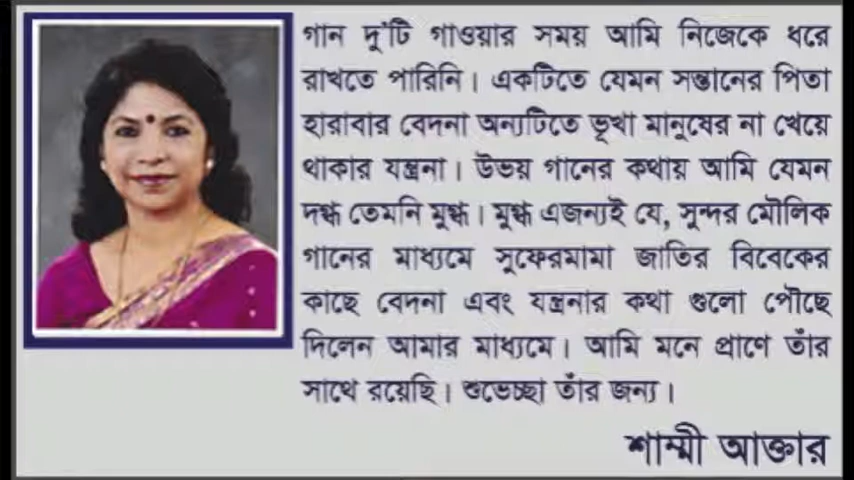 গান দু'টি গাওয়ার সময় আমি নিজেকে ধরে
রাখতে পারিনি। একটিতে যেমন সন্তানের পিতা
হারাবার বেদনা অন্যটিতে ভূখা মানুষের না খেয়ে
থাকার যন্ত্রনা। উভয় গানের কথায় আমি যেমন
দগ্ধ তেমনি মুগ্ধ। মুগ্ধ এজন্যই যে, সুন্দর মৌলিক
গানের মাধ্যমে সুফেরমামা জাতির বিবেকের
কাছে বেদনা এবং যন্ত্রনার কথা গুলো পৌছে
দিলেন আমার মাধ্যমে। আমি মনে প্রাণে তাঁর
সাথে রয়েছি। শুভেচ্ছা তাঁর জন্য।
শাম্মী আক্তার